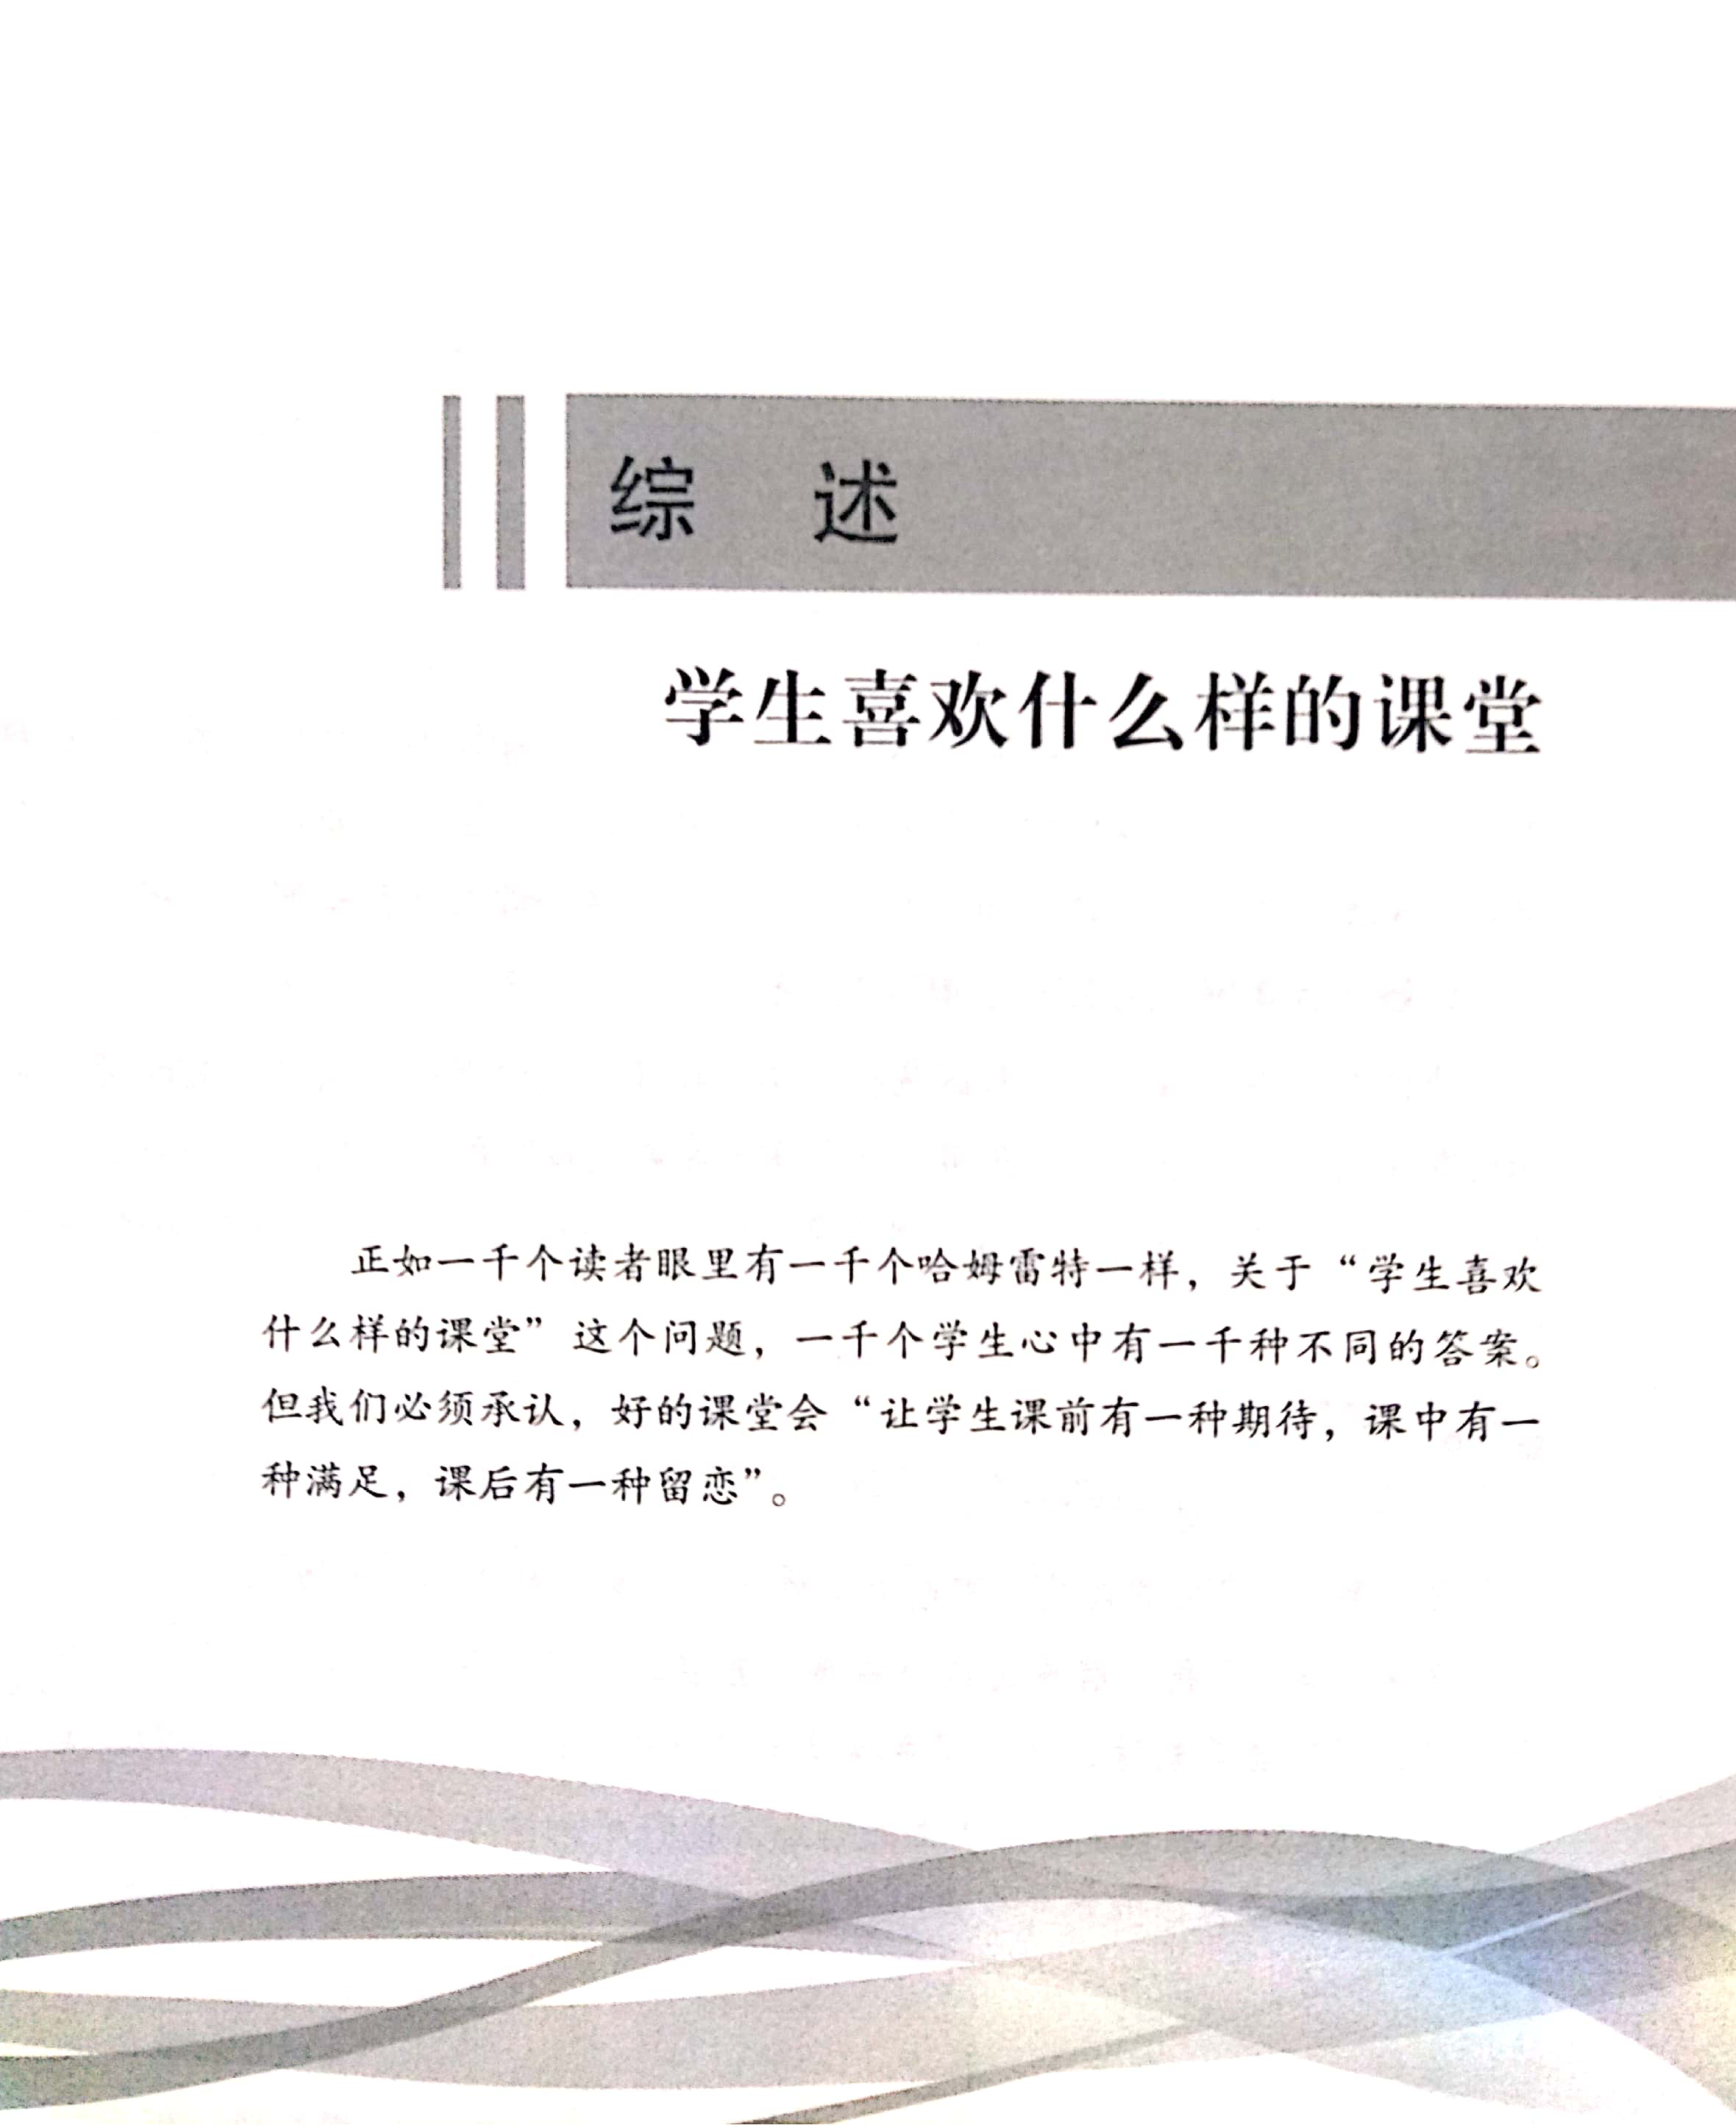 综 述
学生喜欢什么样的课堂
正如一千个读者眼里有一千个哈姆雷特一样，关于“学生喜欢
什么样的课堂”这个问题，一千个学生心中有一千种不同的答案。
但我们必须承认，好的课堂会“让学生课前有一种期待，课中有一
种满足，课后有一种留恋”。